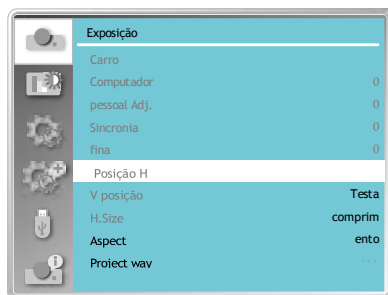 Exposição
Carro
Computador 0
pessoal Adj. 0
Sincronia 0
fina 0
Posição H
V posição Testa
H.Size comprim
Aspect ento
Project way ...